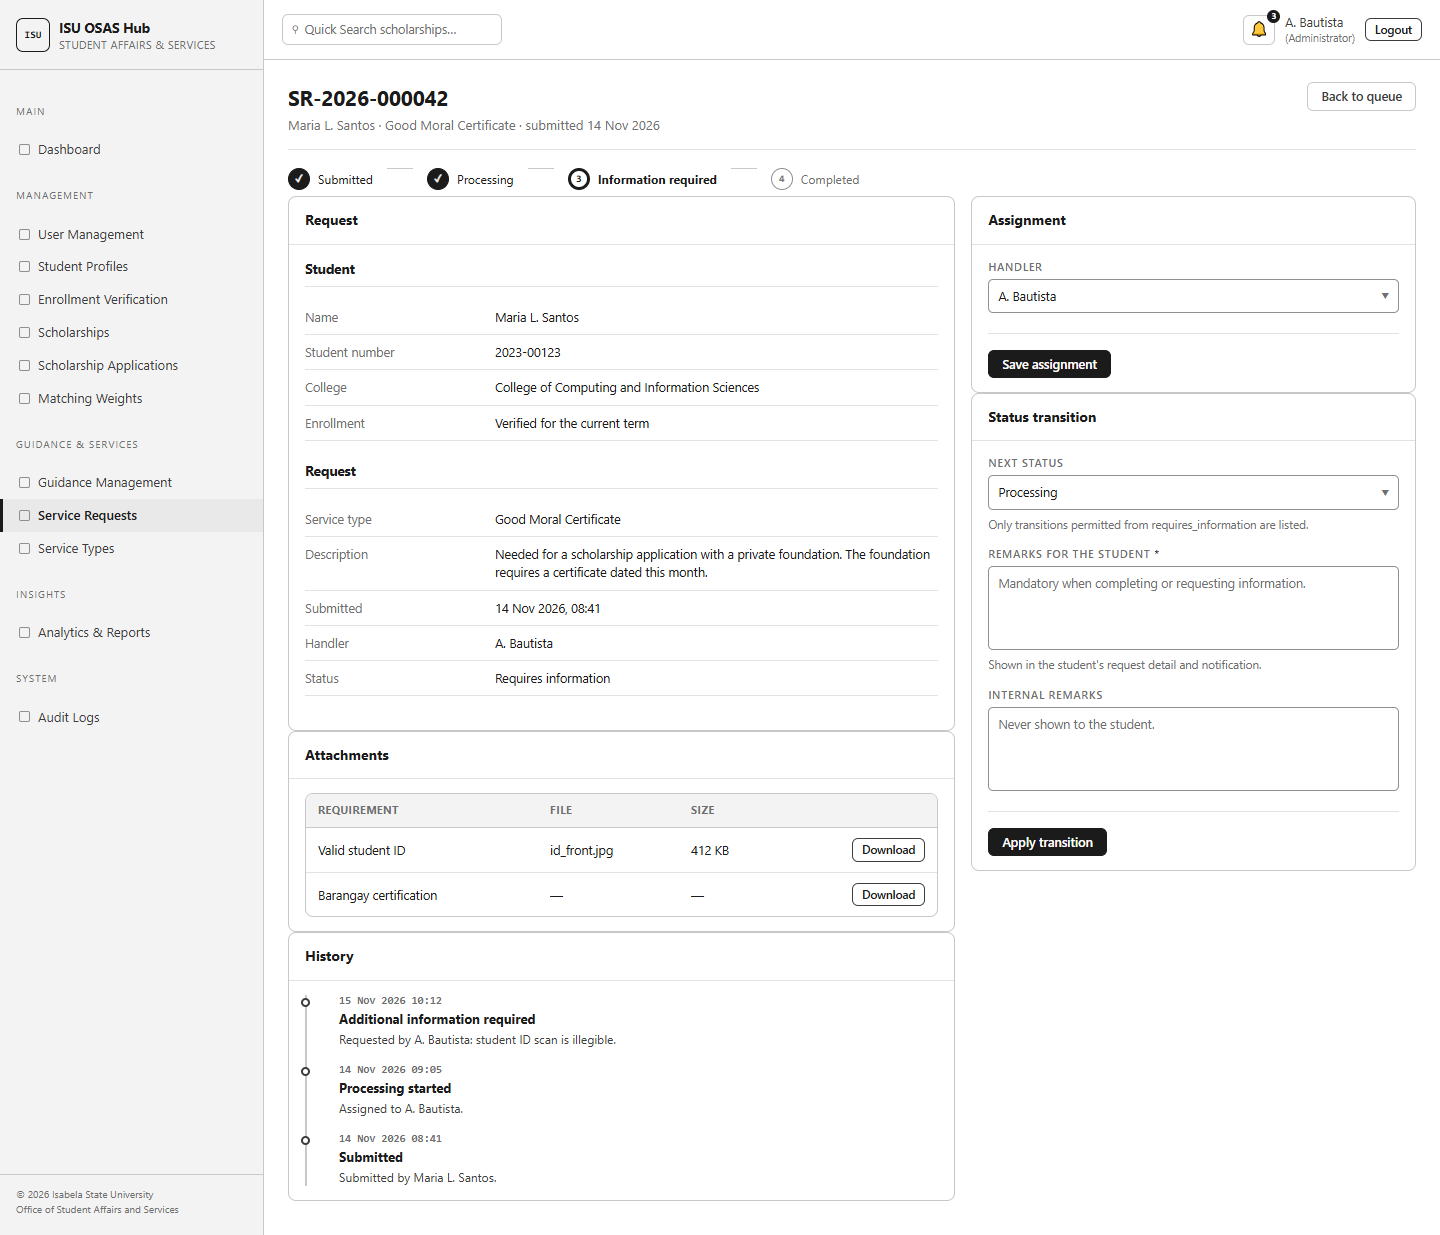 ISU
ISU OSAS Hub
STUDENT AFFAIRS & SERVICES
Quick Search scholarships...
3
A. Bautista
(Administrator)
Logout
MAIN
Dashboard
MANAGEMENT
User Management
Student Profiles
Enrollment Verification
Scholarships
Scholarship Applications
Matching Weights
GUIDANCE & SERVICES
Guidance Management
Service Requests
Service Types
INSIGHTS
Analytics & Reports
SYSTEM
Audit Logs
© 2026 Isabela State University
Office of Student Affairs and Services
SR-2026-000042
Back to queue
Maria L. Santos · Good Moral Certificate · submitted 14 Nov 2026
✓ Submitted
✓ Processing
3 Information required
4 Completed
Request
Student
Name Maria L. Santos
Student number 2023-00123
College College of Computing and Information Sciences
Enrollment Verified for the current term
Request
Service type Good Moral Certificate
Description Needed for a scholarship application with a private foundation. The foundation
requires a certificate dated this month.
Submitted 14 Nov 2026, 08:41
Handler A. Bautista
Status Requires information
Attachments
REQUIREMENT FILE SIZE
Valid student ID id_front.jpg 412 KB Download
Barangay certification — — Download
History
15 Nov 2026 10:12
Additional information required
Requested by A. Bautista: student ID scan is illegible.
14 Nov 2026 09:05
Processing started
Assigned to A. Bautista.
14 Nov 2026 08:41
Submitted
Submitted by Maria L. Santos.
Assignment
HANDLER
A. Bautista
Save assignment
Status transition
NEXT STATUS
Processing
Only transitions permitted from requires_information are listed.
REMARKS FOR THE STUDENT *
Mandatory when completing or requesting information.
Shown in the student's request detail and notification.
INTERNAL REMARKS
Never shown to the student.
Apply transition